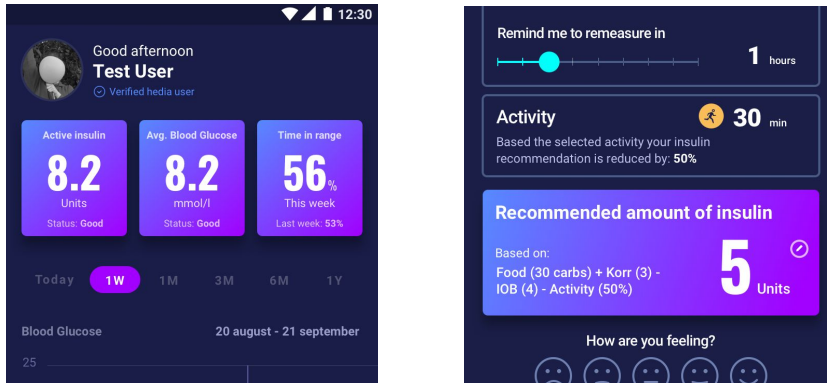 12:30
Good afternoon
Test User
Verified hedia user
Active insulin
8.2
Units
Status: Good
Avg. Blood Glucose
8.2
mmol/l
Status: Good
Time in range
56%
This week
Last week: 53%
Today 1W 1M 3M 6M 1Y
Blood Glucose 20 august - 21 september
25
Remind me to remeasure in
1 hours
Activity 30 min
Based the selected activity your insulin
recommendation is reduced by: 50%
Recommended amount of insulin
Based on:
Food (30 carbs) + Korr (3) -
IOB (4) - Activity (50%)
5 Units
How are you feeling?